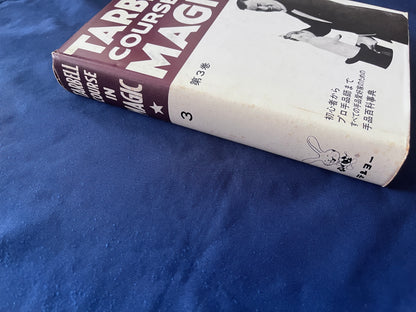 TARBELL
COURSE
MAGIC
第3巻
初心者から
プロ手品師まで
すべての手品愛好家のための
手品百科事典
TARBELL
COURSE
IN
MAGIC
3
テンヨー